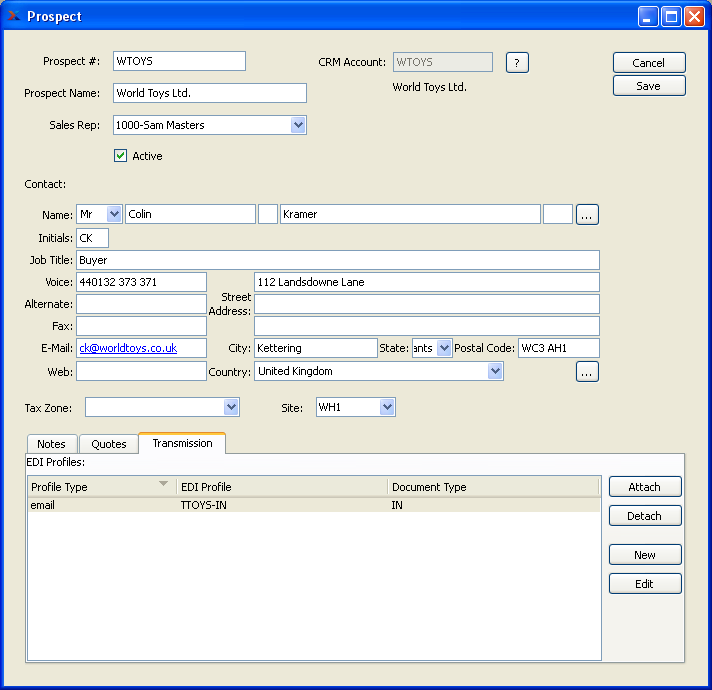 Prospect
Prospect #: WTOYS CRM Account: WTOYS ? Cancel
Prospect Name: World Toys Ltd. World Toys Ltd. Save
Sales Rep: 1000-Sam Masters
Active
Contact:
Name: Mr Colin Kramer ...
Initials: CK
Job Title: Buyer
Voice: 440132 373 371 112 Landsdowne Lane
Alternate: Street Address:
Fax:
E-Mail: ck@worldtoys.co.uk City: Kettering State: ants Postal Code: WC3 AH1
Web: Country: United Kingdom ...
Tax Zone: Site: WH1
Notes Quotes Transmission
EDI Profiles:
Profile Type EDI Profile Document Type Attach
email TTOYS-IN IN
Detach
New
Edit